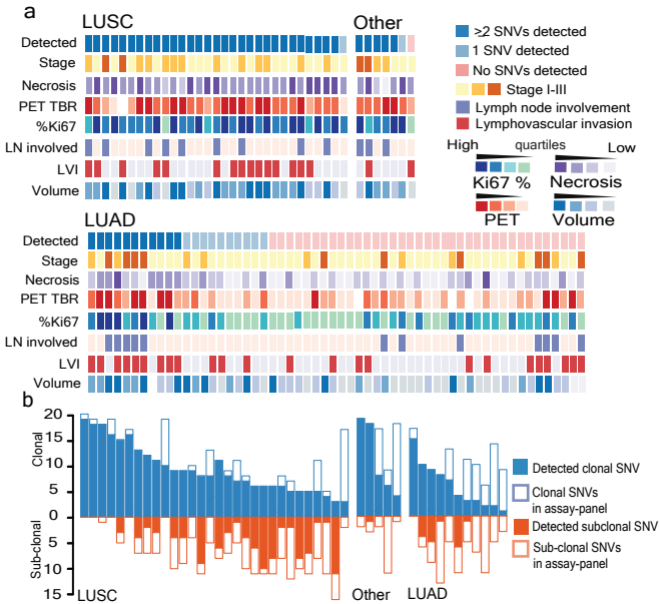 a
LUSC
Other
Detected
Stage
Necrosis
PET TBR
%Ki67
LN involved
LVI
Volume
≥2 SNVs detected
1 SNV detected
No SNVs detected
Stage I-III
Lymph node involvement
Lymphovascular invasion
High quartiles Low
Ki67 % Necrosis
PET Volume
LUAD
Detected
Stage
Necrosis
PET TBR
%Ki67
LN involved
LVI
Volume
b
20
15
10
5
0
5
10
15
Clonal
Sub-clonal
LUSC
Other
LUAD
Detected clonal SNV
Clonal SNVs
in assay-panel
Detected subclonal SNV
Sub-clonal SNVs
in assay-panel